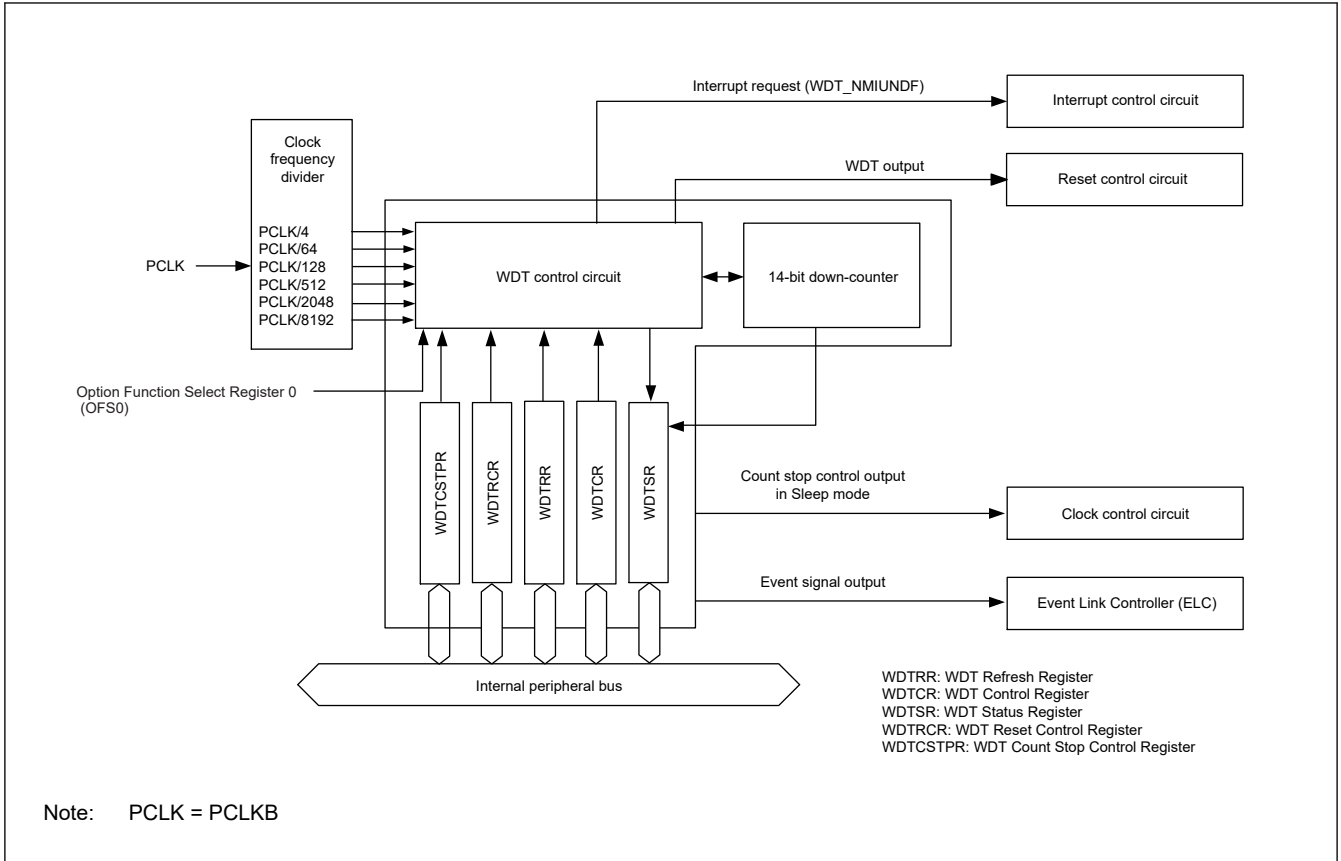 Interrupt request (WDT_NMIUNDF)
Interrupt control circuit
Clock
frequency
divider
WDT output
Reset control circuit
PCLK/4
PCLK/64
PCLK/128
PCLK/512
PCLK/2048
PCLK/8192
PCLK
WDT control circuit
14-bit down-counter
Option Function Select Register 0
(OFS0)
WDTCSTPR
WDTRCR
WDTRR
WDTCR
WDTSR
Count stop control output
in Sleep mode
Clock control circuit
Event signal output
Event Link Controller (ELC)
Internal peripheral bus
WDTRR: WDT Refresh Register
WDTCR: WDT Control Register
WDTSR: WDT Status Register
WDTRCR: WDT Reset Control Register
WDTCSTPR: WDT Count Stop Control Register
Note: PCLK = PCLKB